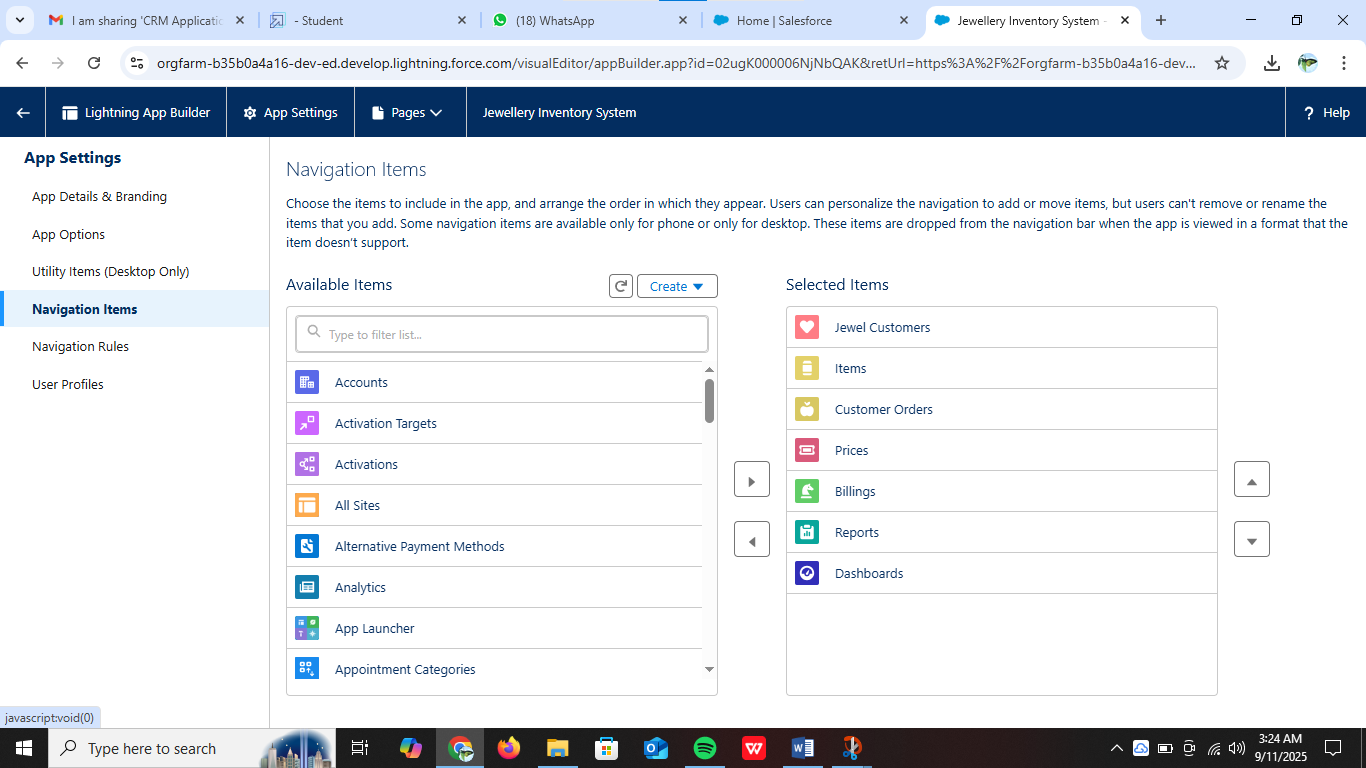 I am sharing 'CRM Applicatio
- Student
(18) WhatsApp
Home | Salesforce
Jewellery Inventory System -
orgfarm-b35b0a4a16-dev-ed.develop.lightning.force.com/visualEditor/appBuilder.app?id=02ugK000006NjNbQAK&retUrl=https%3A%2F%2Forgfarm-b35b0a4a16-dev...
Lightning App Builder
App Settings
Pages
Jewellery Inventory System
? Help
App Settings
App Details & Branding
App Options
Utility Items (Desktop Only)
Navigation Items
Navigation Rules
User Profiles
Navigation Items
Choose the items to include in the app, and arrange the order in which they appear. Users can personalize the navigation to add or move items, but users can't remove or rename the
items that you add. Some navigation items are available only for phone or only for desktop. These items are dropped from the navigation bar when the app is viewed in a format that the
item doesn't support.
Available Items
Create
Type to filter list...
Accounts
Activation Targets
Activations
All Sites
Alternative Payment Methods
Analytics
App Launcher
Appointment Categories
Selected Items
Jewel Customers
Items
Customer Orders
Prices
Billings
Reports
Dashboards
javascript:void(0)
Type here to search
3:24 AM
9/11/2025